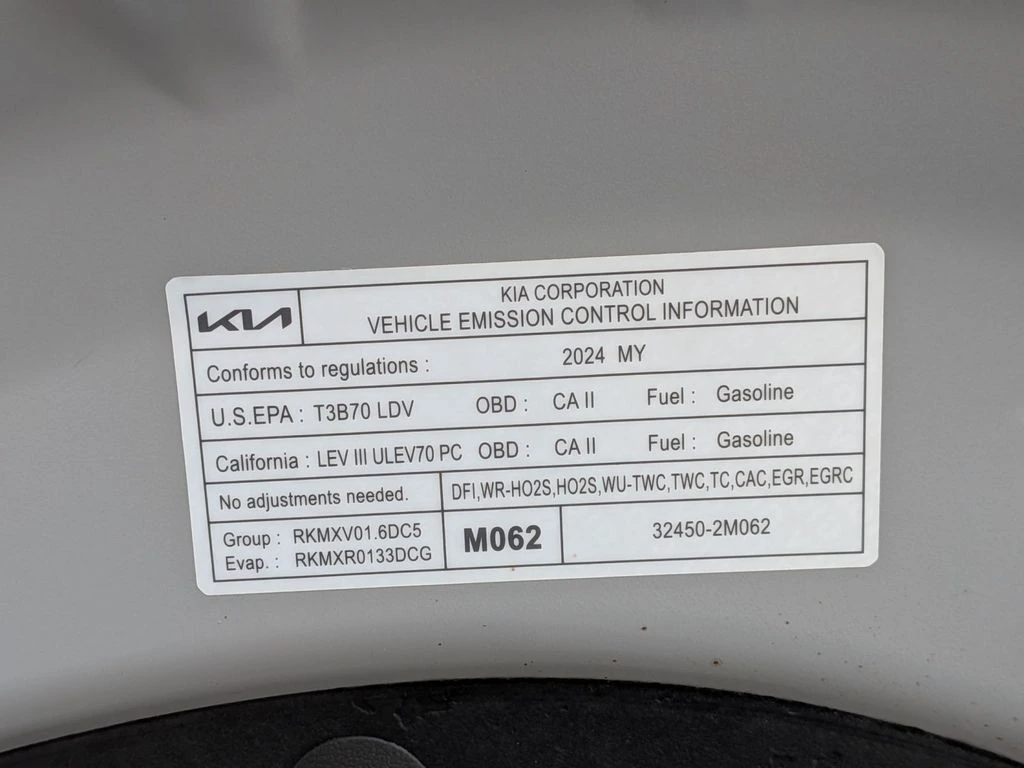 KIA
KIA CORPORATION
VEHICLE EMISSION CONTROL INFORMATION
Conforms to regulations : 2024 MY
U.S.EPA : T3B70 LDV OBD : CA II Fuel : Gasoline
California : LEV III ULEV70 PC OBD : CA II Fuel : Gasoline
No adjustments needed. DFI,WR-HO2S,HO2S,WU-TWC,TWC,TC,CAC,EGR,EGRC
Group : RKMXV01.6DC5
Evap. : RKMXR0133DCG
M062
32450-2M062